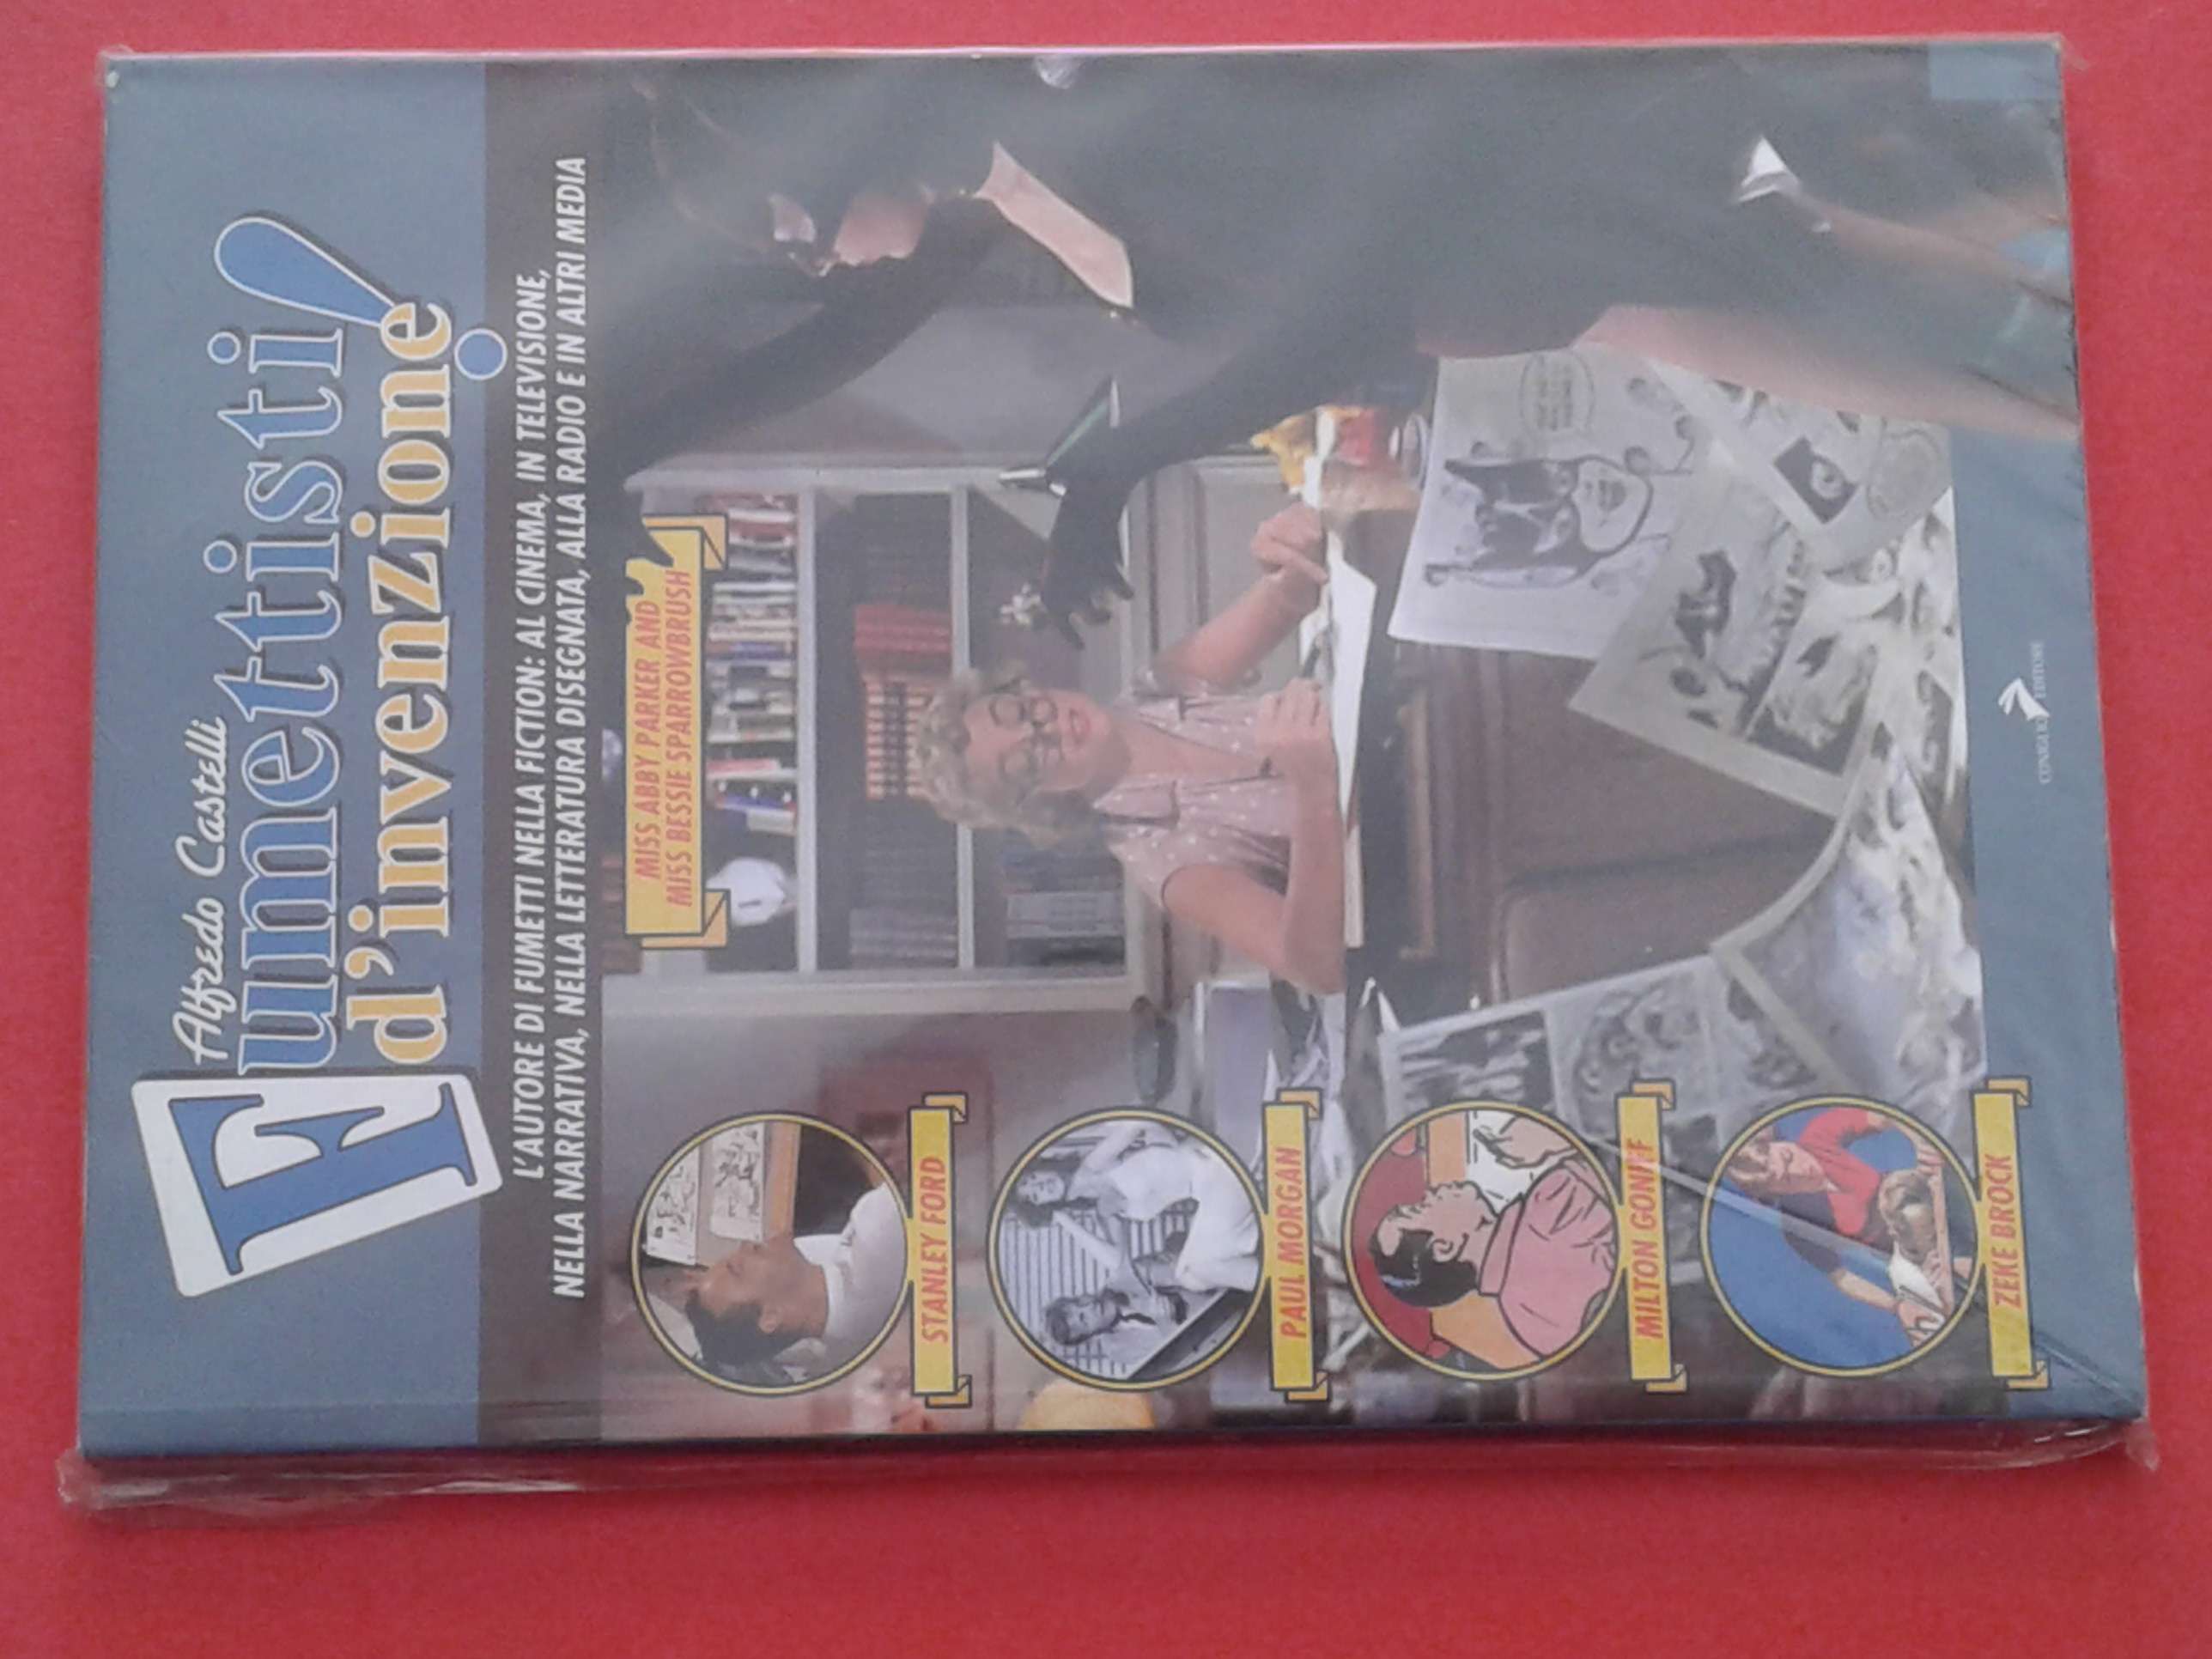 Alfredo Castelli
Fumettisti
d'invenzione!
L'AUTORE DI FUMETTI NELLA FICTION: AL CINEMA, IN TELEVISIONE,
NELLA NARRATIVA, NELLA LETTERATURA DISEGNATA, ALLA RADIO E IN ALTRI MEDIA
MISS ABBY PARKER AND
MISS BESSIE SPARROWBRUSH
STANLEY FORD
PAUL MORGAN
MILTON GONIFF
ZEKE BROCK
CONIGLIO EDITORE